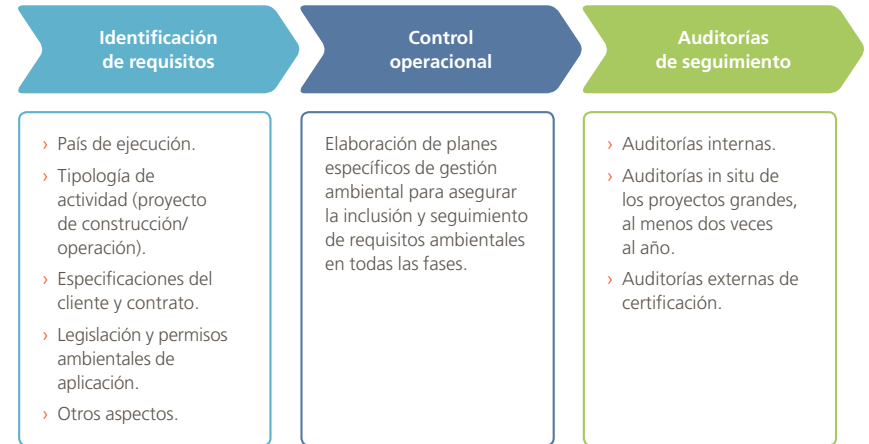 Identificación
de requisitos
› País de ejecución.
› Tipología de
actividad (proyecto
de construcción/
operación).
› Especificaciones del
cliente y contrato.
› Legislación y permisos
ambientales de
aplicación.
› Otros aspectos.
Control
operacional
Elaboración de planes
específicos de gestión
ambiental para asegurar
la inclusión y seguimiento
de requisitos ambientales
en todas las fases.
Auditorías
de seguimiento
› Auditorías internas.
› Auditorías in situ de
los proyectos grandes,
al menos dos veces
al año.
› Auditorías externas de
certificación.